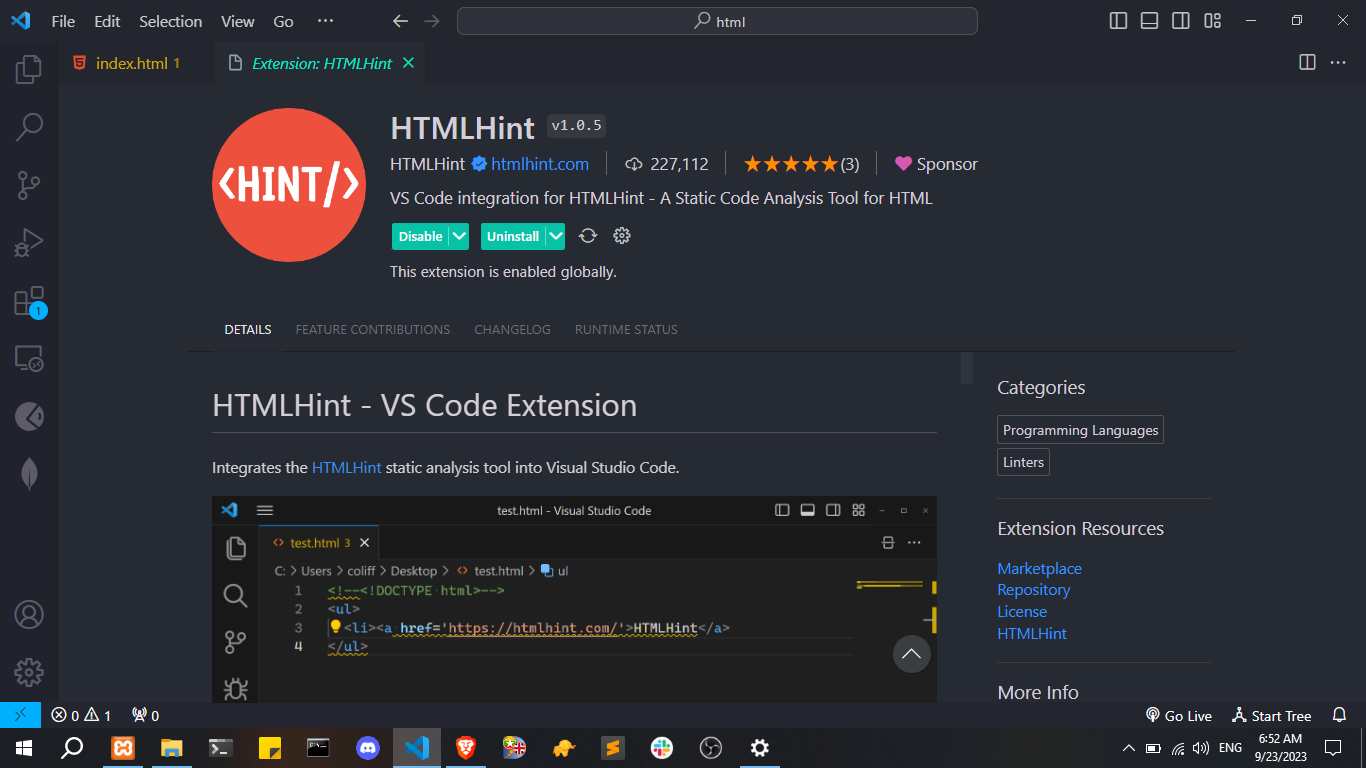 File Edit Selection View Go ··· html
index.html 1 Extension: HTMLHint
<HINT/>
HTMLHint v1.0.5
HTMLHint htmlhint.com 227,112 (3) Sponsor
VS Code integration for HTMLHint - A Static Code Analysis Tool for HTML
Disable Uninstall
This extension is enabled globally.
1
DETAILS FEATURE CONTRIBUTIONS CHANGELOG RUNTIME STATUS
HTMLHint - VS Code Extension
Integrates the HTMLHint static analysis tool into Visual Studio Code.
test.html - Visual Studio Code
test.html 3
C: > Users > coliff > Desktop > test.html > ul
1 <!--<!DOCTYPE html>-->
2 <ul>
3 <li><a href='https://htmlhint.com/'>HTMLHint</a>
4 </ul>
Categories
Programming Languages
Linters
Extension Resources
Marketplace
Repository
License
HTMLHint
More Info
0 1 0 Go Live Start Tree
ENG 6:52 AM
9/23/2023